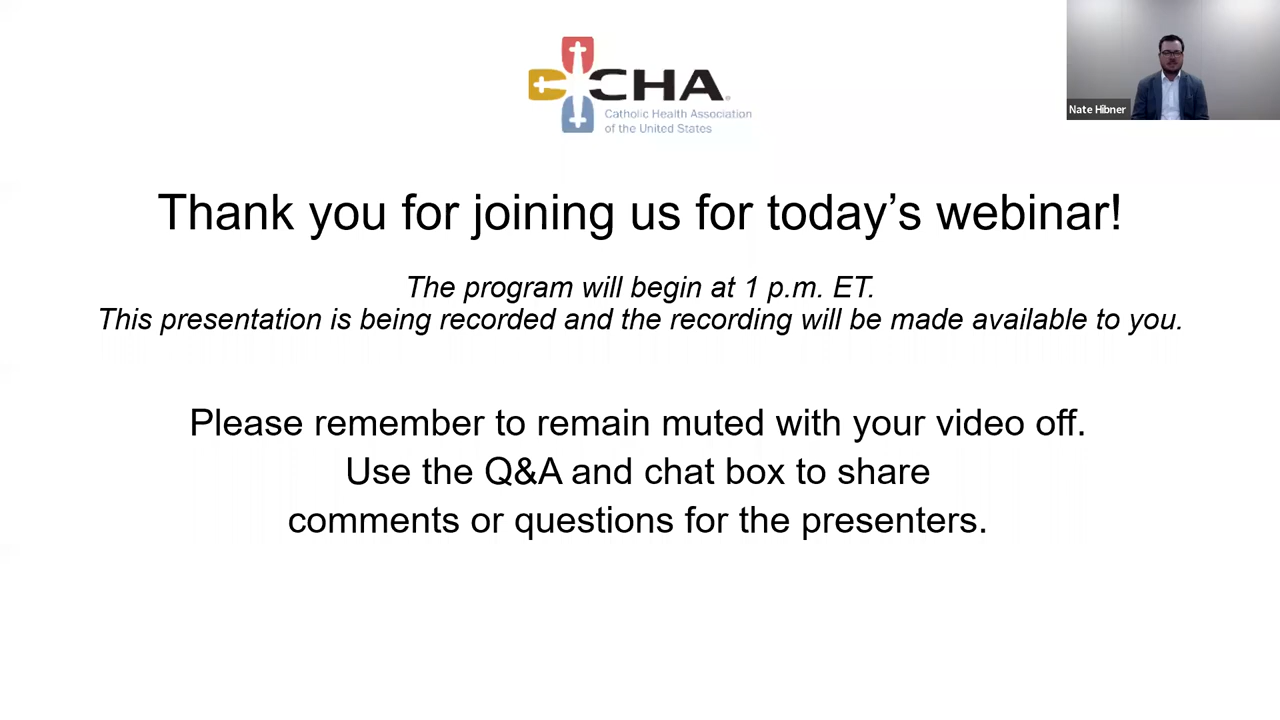 CHA®
Catholic Health Association
of the United States
Nate Hibner
Thank you for joining us for today’s webinar!
The program will begin at 1 p.m. ET.
This presentation is being recorded and the recording will be made available to you.
Please remember to remain muted with your video off.
Use the Q&A and chat box to share
comments or questions for the presenters.